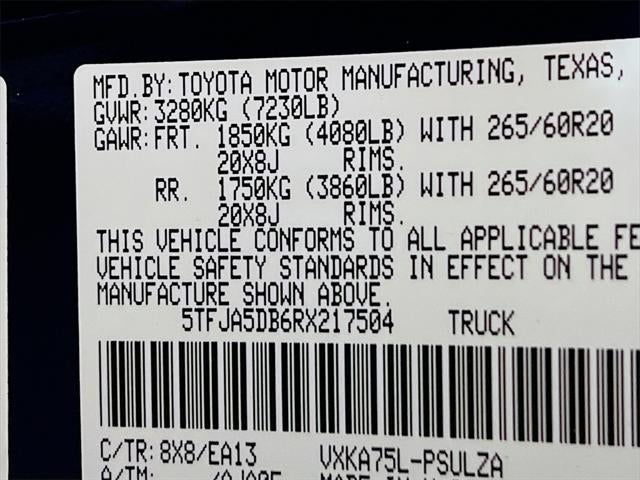 MFD.BY:TOYOTA MOTOR MANUFACTURING, TEXAS,
GVWR:3280KG (7230LB)
GAWR:FRT. 1850KG (4080LB) WITH 265/60R20
20X8J RIMS.
RR. 1750KG (3860LB) WITH 265/60R20
20X8J RIMS.
THIS VEHICLE CONFORMS TO ALL APPLICABLE FE
VEHICLE SAFETY STANDARDS IN EFFECT ON THE
MANUFACTURE SHOWN ABOVE.
5TFJA5DB6RX217504 TRUCK
C/TR:8X8/EA13 VXKA75L-PSULZA
A/TM: